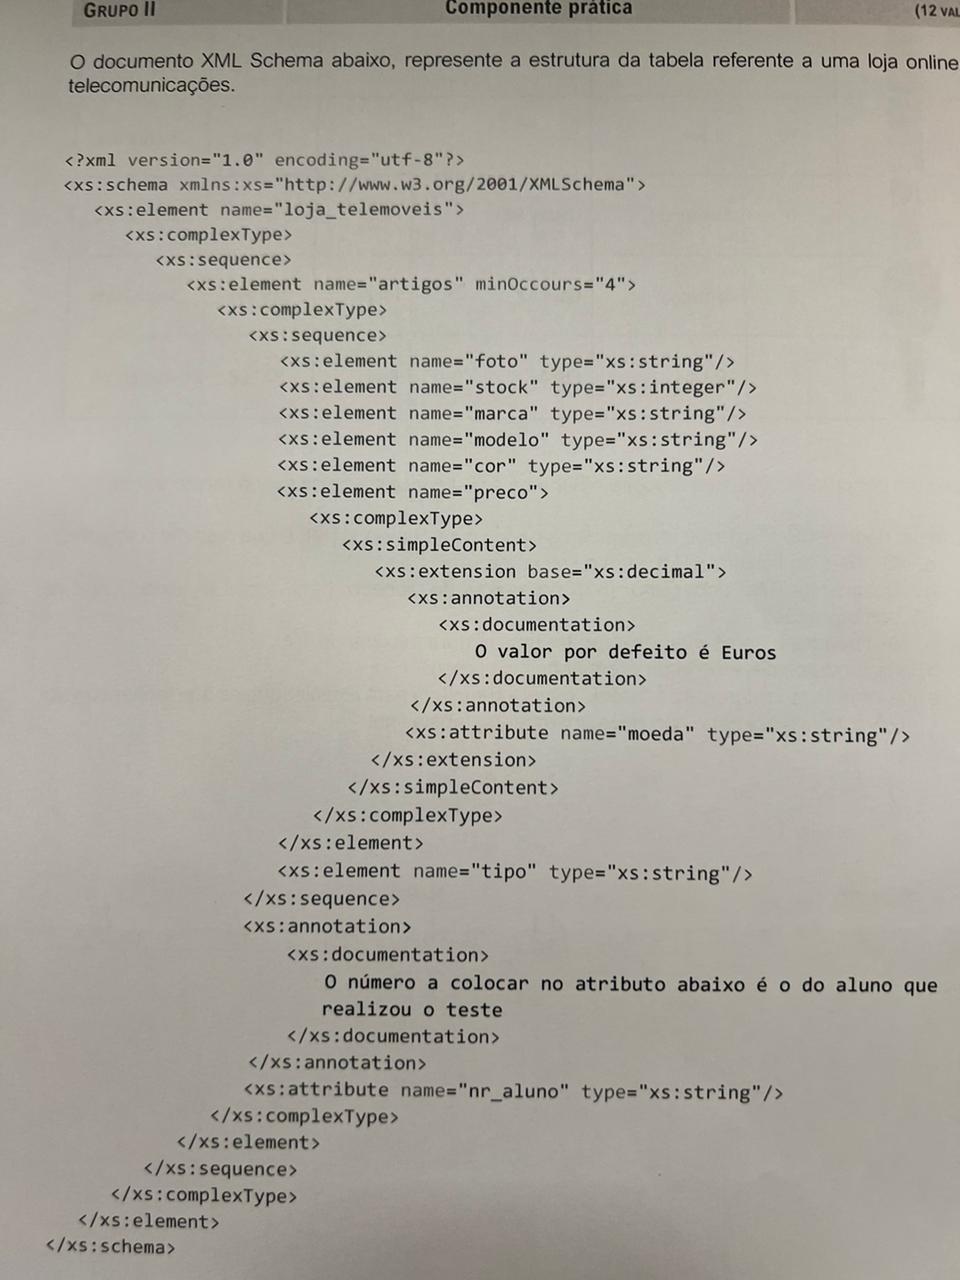 GRUPO II Componente prática (12 VAL
O documento XML Schema abaixo, represente a estrutura da tabela referente a uma loja online
telecomunicações.
<?xml version="1.0" encoding="utf-8"?>
<xs:schema xmlns:xs="http://www.w3.org/2001/XMLSchema">
<xs:element name="loja_telemoveis">
<xs:complexType>
<xs:sequence>
<xs:element name="artigos" minOccours="4">
<xs:complexType>
<xs:sequence>
<xs:element name="foto" type="xs:string"/>
<xs:element name="stock" type="xs:integer"/>
<xs:element name="marca" type="xs:string"/>
<xs:element name="modelo" type="xs:string"/>
<xs:element name="cor" type="xs:string"/>
<xs:element name="preco">
<xs:complexType>
<xs:simpleContent>
<xs:extension base="xs:decimal">
<xs:annotation>
<xs:documentation>
O valor por defeito é Euros
</xs:documentation>
</xs:annotation>
<xs:attribute name="moeda" type="xs:string"/>
</xs:extension>
</xs:simpleContent>
</xs:complexType>
</xs:element>
<xs:element name="tipo" type="xs:string"/>
</xs:sequence>
<xs:annotation>
<xs:documentation>
O número a colocar no atributo abaixo é o do aluno que
realizou o teste
</xs:documentation>
</xs:annotation>
<xs:attribute name="nr_aluno" type="xs:string"/>
</xs:complexType>
</xs:element>
</xs:sequence>
</xs:complexType>
</xs:element>
</xs:schema>